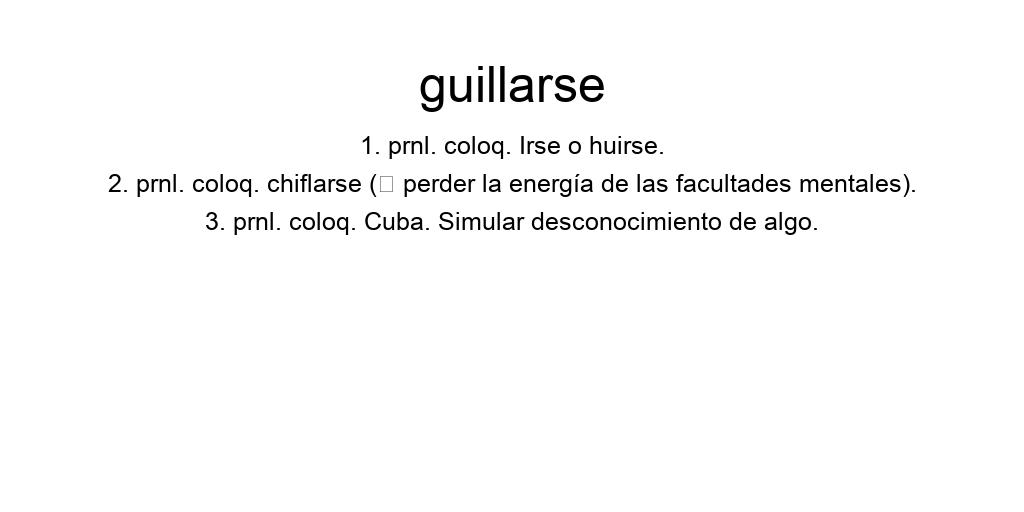 guillarse
1. prnl. coloq. Irse o huirse.
2. prnl. coloq. chiflarse (□ perder la energía de las facultades mentales).
3. prnl. coloq. Cuba. Simular desconocimiento de algo.